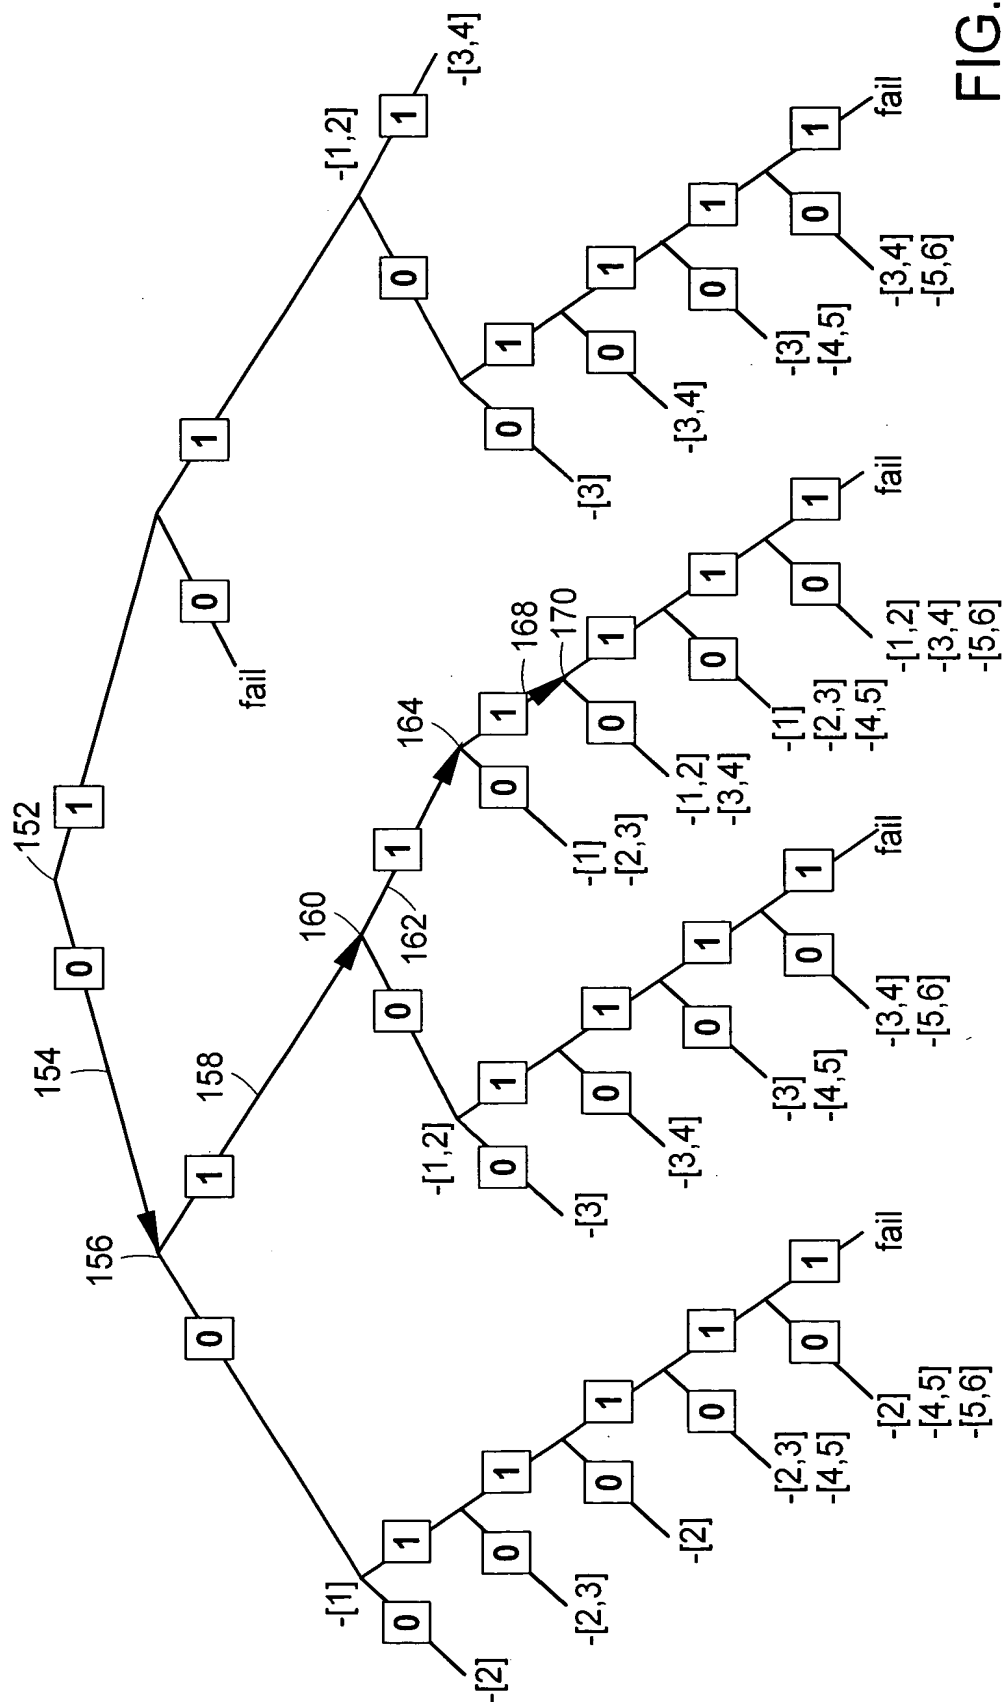 152
154
0 1
156
0 1 0 1
158
fail
160
-[1] -[1,2]
0 1 0 1 0 1
162
164
-[1,2]
-[3,4]
-[2]
0 1 0 1 0 1 0 1
168
170
-[2,3] -[3] -[1] -[3]
-[2,3]
0 1 0 1 0 1 0 1
-[2] -[3,4] -[1,2] -[3,4]
-[3,4]
0 1 0 1 0 1 0 1
-[2,3] -[3] -[1] -[3]
-[4,5] -[4,5] -[2,3] -[4,5]
-[4,5]
0 1 0 1 0 1 0 1
-[2] fail -[3,4] fail -[1,2] fail -[3,4] fail
-[4,5] -[5,6] -[3,4] -[5,6]
-[5,6] -[5,6]
FIG.